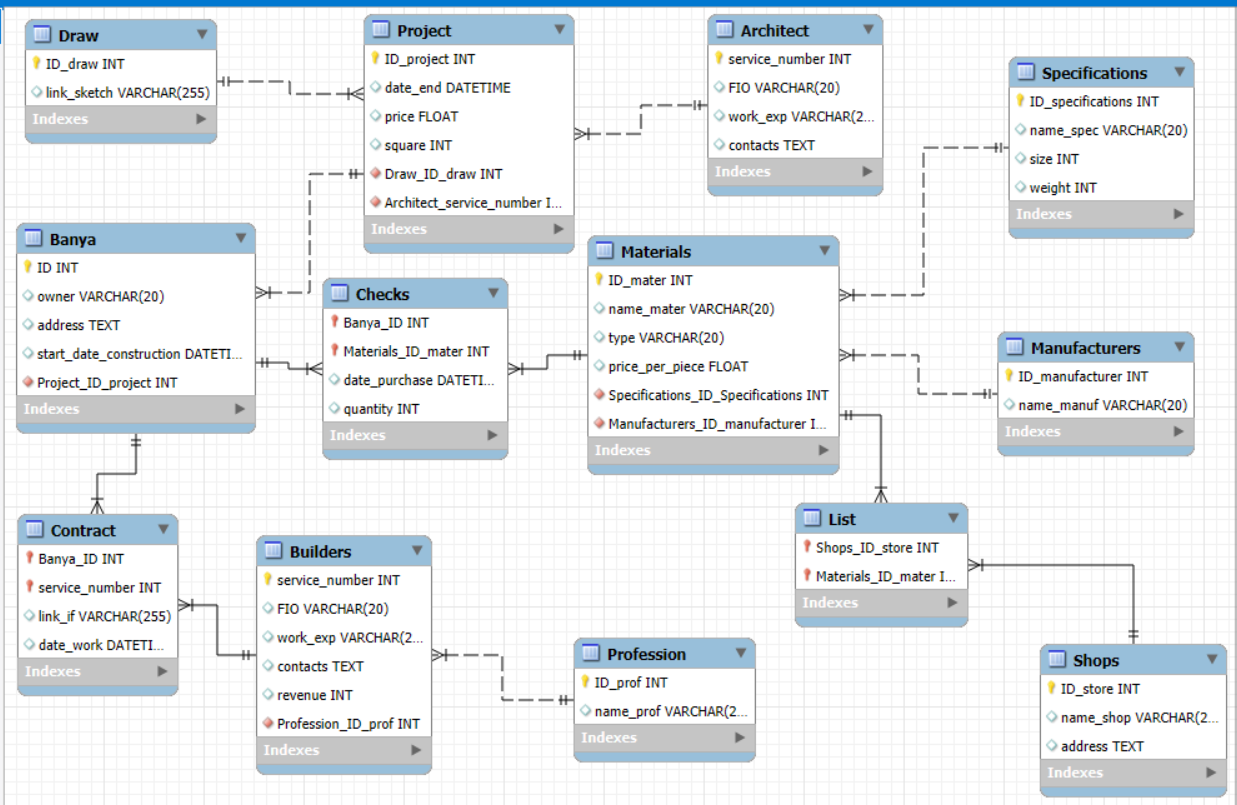 Draw
ID_draw INT
link_sketch VARCHAR(255)
Indexes
Project
ID_project INT
date_end DATETIME
price FLOAT
square INT
Draw_ID_draw INT
Architect_service_number I...
Indexes
Architect
service_number INT
FIO VARCHAR(20)
work_exp VARCHAR(2...
contacts TEXT
Indexes
Specifications
ID_specifications INT
name_spec VARCHAR(20)
size INT
weight INT
Indexes
Banya
ID INT
owner VARCHAR(20)
address TEXT
start_date_construction DATETI...
Project_ID_project INT
Indexes
Checks
Banya_ID INT
Materials_ID_mater INT
date_purchase DATETI...
quantity INT
Indexes
Materials
ID_mater INT
name_mater VARCHAR(20)
type VARCHAR(20)
price_per_piece FLOAT
Specifications_ID_Specifications INT
Manufacturers_ID_manufacturer I...
Indexes
Manufacturers
ID_manufacturer INT
name_manuf VARCHAR(20)
Indexes
Contract
Banya_ID INT
service_number INT
link_if VARCHAR(255)
date_work DATETI...
Indexes
Builders
service_number INT
FIO VARCHAR(20)
work_exp VARCHAR(2...
contacts TEXT
revenue INT
Profession_ID_prof INT
Indexes
List
Shops_ID_store INT
Materials_ID_mater I...
Indexes
Profession
ID_prof INT
name_prof VARCHAR(2...
Indexes
Shops
ID_store INT
name_shop VARCHAR(2...
address TEXT
Indexes